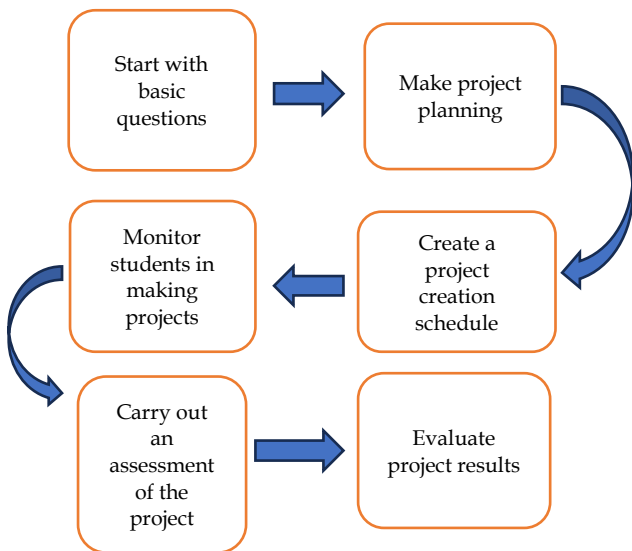 Start with
basic
questions
Make project
planning
Create a
project
creation
schedule
Monitor
students in
making
projects
Carry out
an
assessment
of the
project
Evaluate
project results